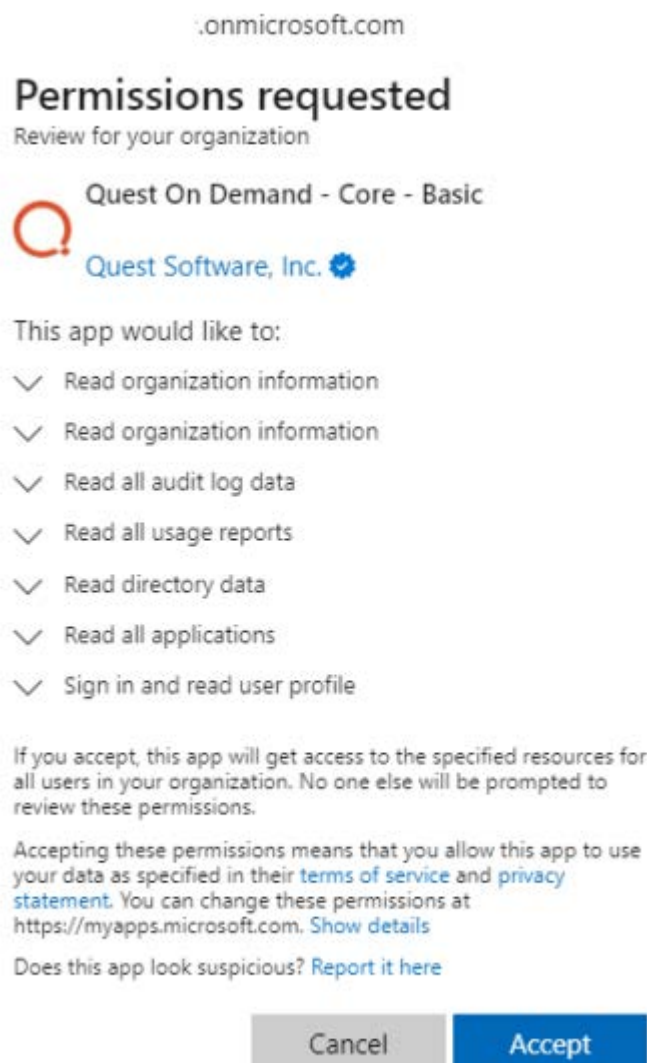 .onmicrosoft.com
Permissions requested
Review for your organization
Quest On Demand - Core - Basic
Quest Software, Inc.
This app would like to:
Read organization information
Read organization information
Read all audit log data
Read all usage reports
Read directory data
Read all applications
Sign in and read user profile
If you accept, this app will get access to the specified resources for
all users in your organization. No one else will be prompted to
review these permissions.
Accepting these permissions means that you allow this app to use
your data as specified in their terms of service and privacy
statement. You can change these permissions at
https://myapps.microsoft.com. Show details
Does this app look suspicious? Report it here
Cancel Accept